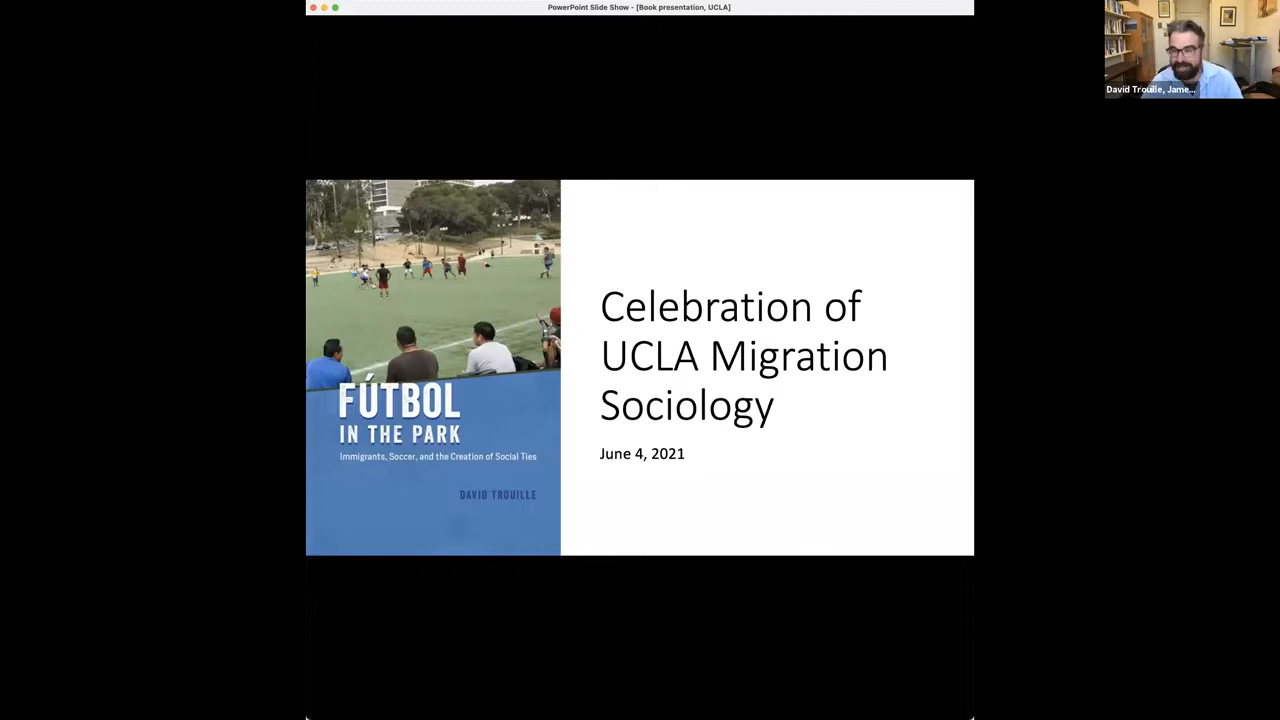 PowerPoint Slide Show - [Book presentation, UCLA]
David Trouille, Jame...
FÚTBOL
IN THE PARK
Immigrants, Soccer, and the Creation of Social Ties
DAVID TROUILLE
Celebration of
UCLA Migration
Sociology
June 4, 2021